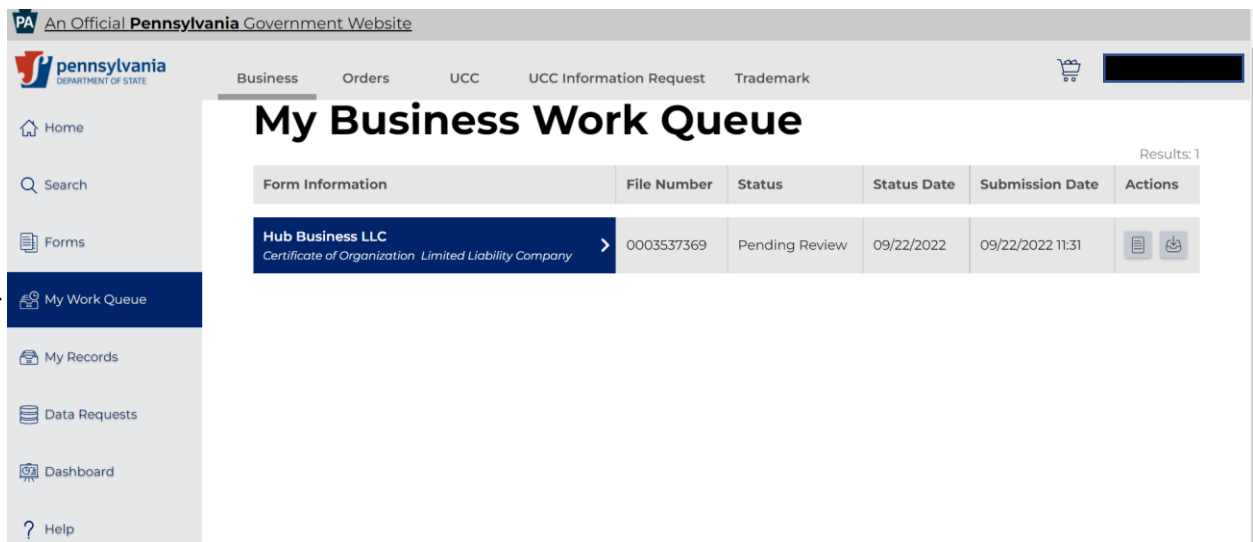 PA An Official Pennsylvania Government Website
pennsylvania
DEPARTMENT OF STATE
Business Orders UCC UCC Information Request Trademark
Home
Search
Forms
My Work Queue
My Records
Data Requests
Dashboard
? Help
My Business Work Queue
Results: 1
Form Information File Number Status Status Date Submission Date Actions
Hub Business LLC
Certificate of Organization Limited Liability Company
0003537369 Pending Review 09/22/2022 09/22/2022 11:31